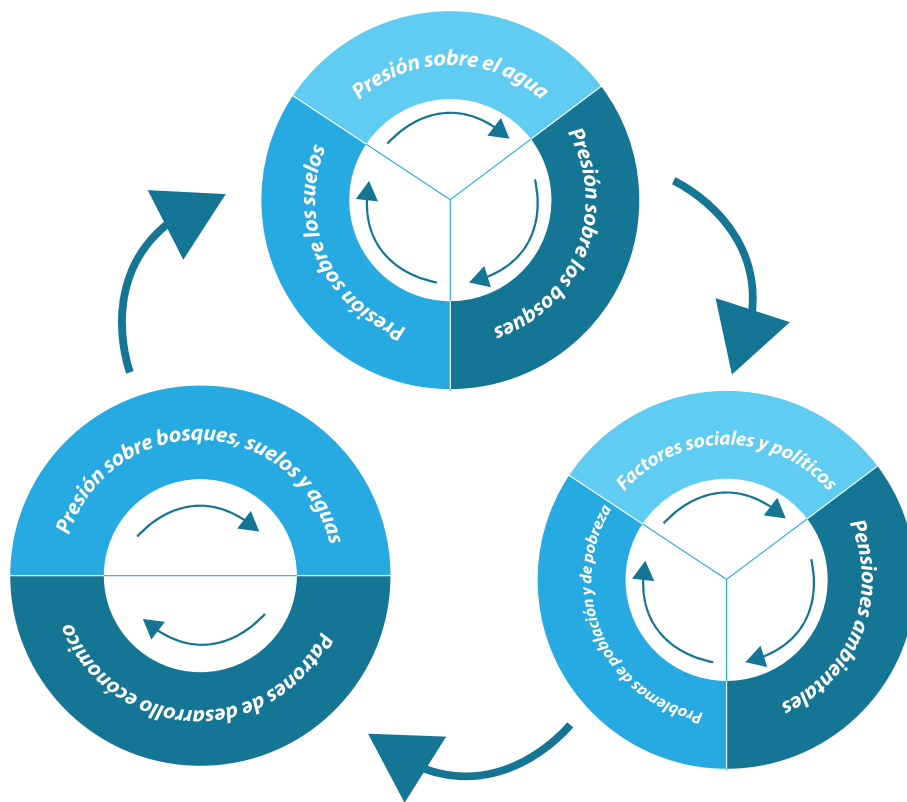 Presión sobre el agua
Presión sobre los bosques
Presión sobre los suelos
Factores sociales y políticos
Pensiones ambientales
Problemas de población y de pobreza
Presión sobre bosques, suelos y aguas
Patrones de desarrollo ecónomico